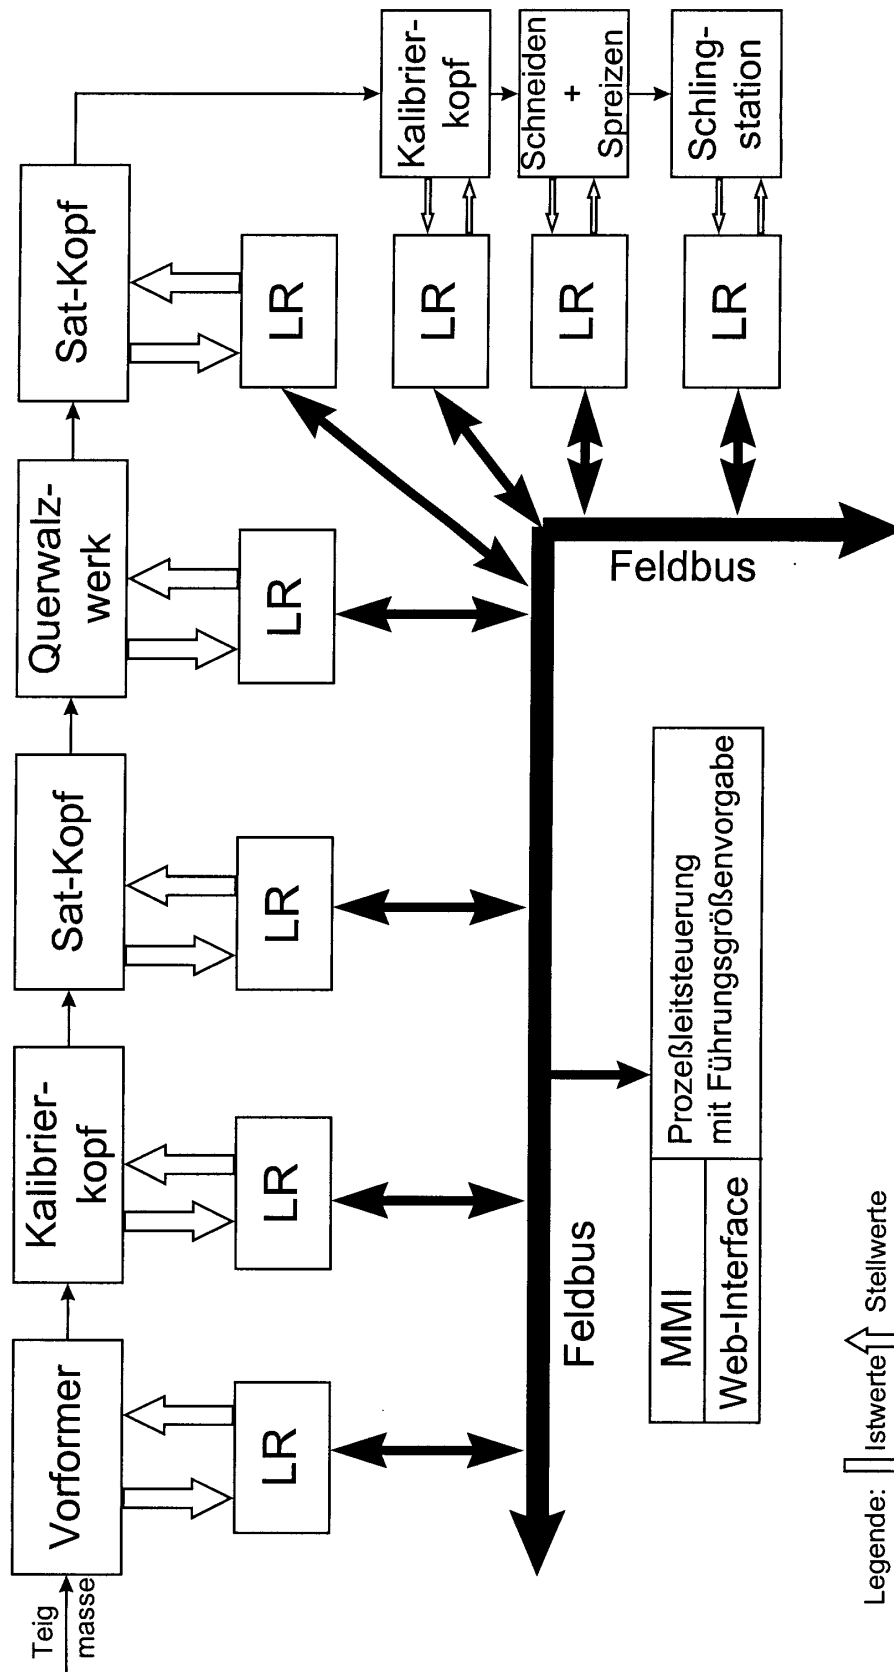 Teig
masse
Vorformer
Kalibrier-
kopf
Sat-Kopf
Querwalz-
werk
Sat-Kopf
Kalibrier-
kopf
Schneiden
+
Spreizen
Schling-
station
LR
LR
LR
LR
LR
LR
LR
LR
Feldbus
Feldbus
MMI
Web-Interface
Prozeßleitsteuerung
mit Führungsgrößenvorgabe
Legende: Istwerte Stellwerte